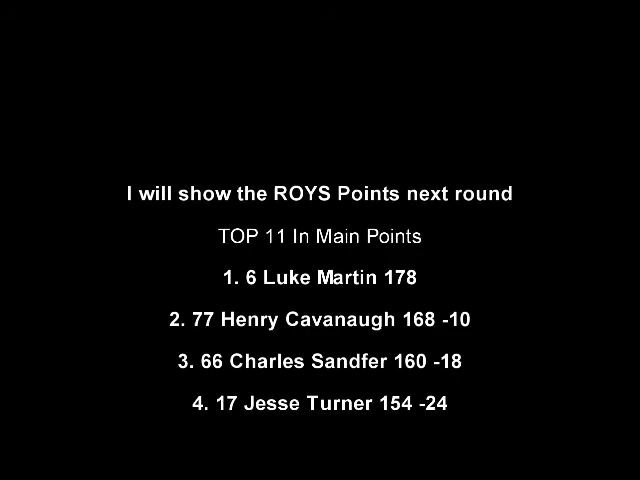 I will show the ROYS Points next round
TOP 11 In Main Points
1. 6 Luke Martin 178
2. 77 Henry Cavanaugh 168 -10
3. 66 Charles Sandfer 160 -18
4. 17 Jesse Turner 154 -24